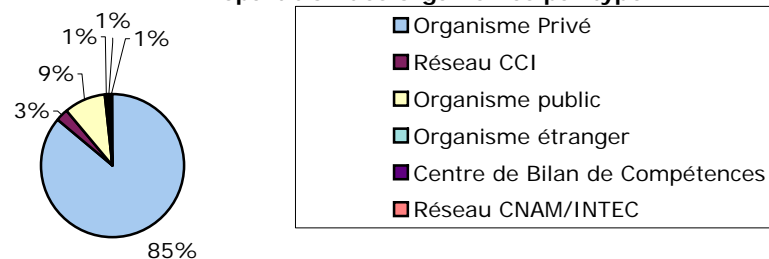 1%
1%
1%
9%
3%
85%
Organisme Privé
Réseau CCI
Organisme public
Organisme étranger
Centre de Bilan de Compétences
Réseau CNAM/INTEC